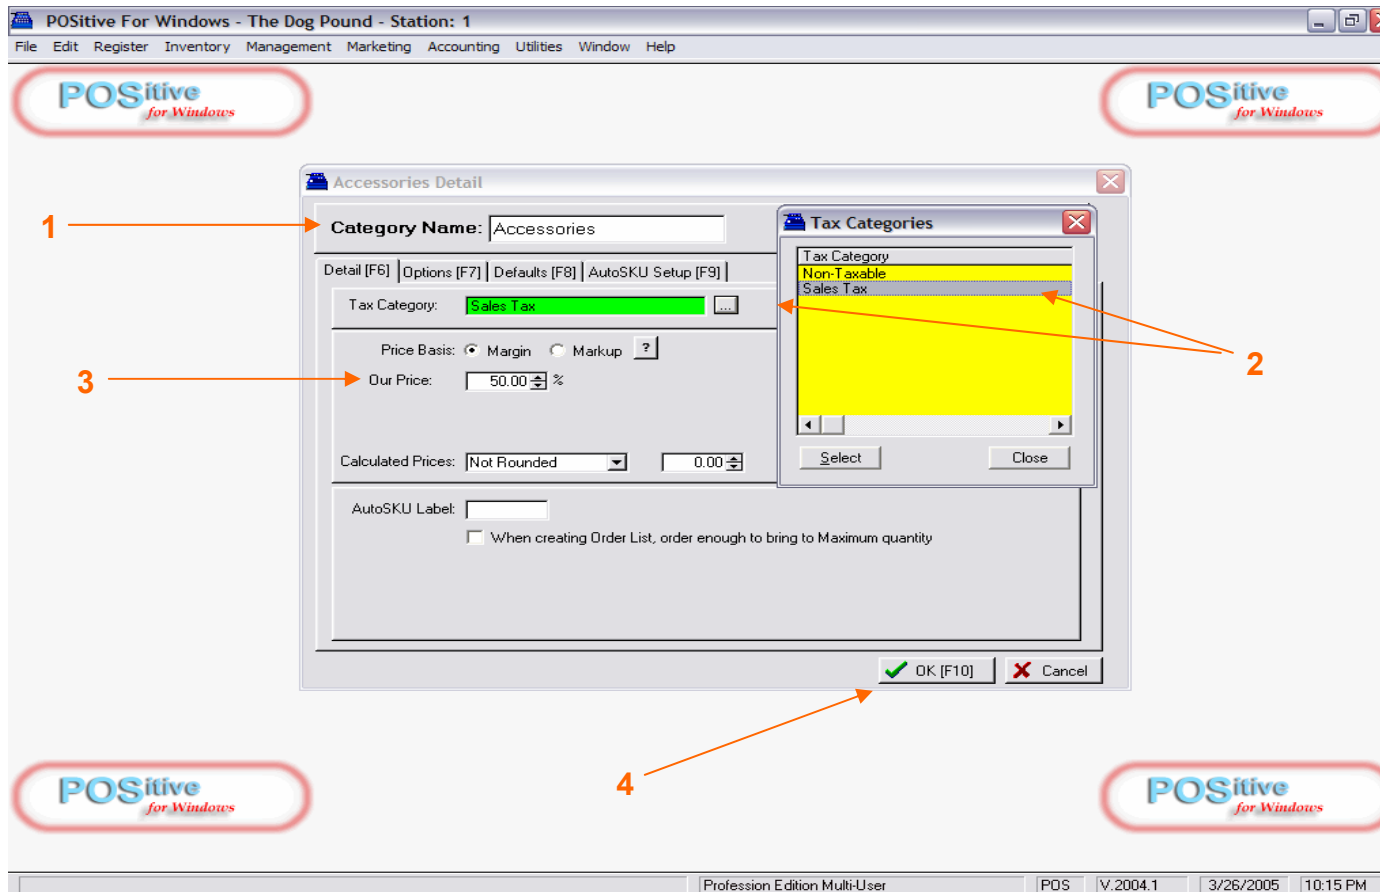 POSitive For Windows - The Dog Pound - Station: 1
File Edit Register Inventory Management Marketing Accounting Utilities Window Help
POSitive
for Windows
POSitive
for Windows
Accessories Detail
1
Category Name: Accessories
Tax Categories
Tax Category
Non-Taxable
Sales Tax
Detail [F6] Options [F7] Defaults [F8] AutoSKU Setup [F9]
Tax Category: Sales Tax ...
2
Price Basis: Margin Markup ?
3
Our Price: 50.00 %
Calculated Prices: Not Rounded 0.00
Select Close
AutoSKU Label:
When creating Order List, order enough to bring to Maximum quantity
OK [F10] Cancel
4
POSitive
for Windows
POSitive
for Windows
Profession Edition Multi-User POS V.2004.1 3/26/2005 10:15 PM